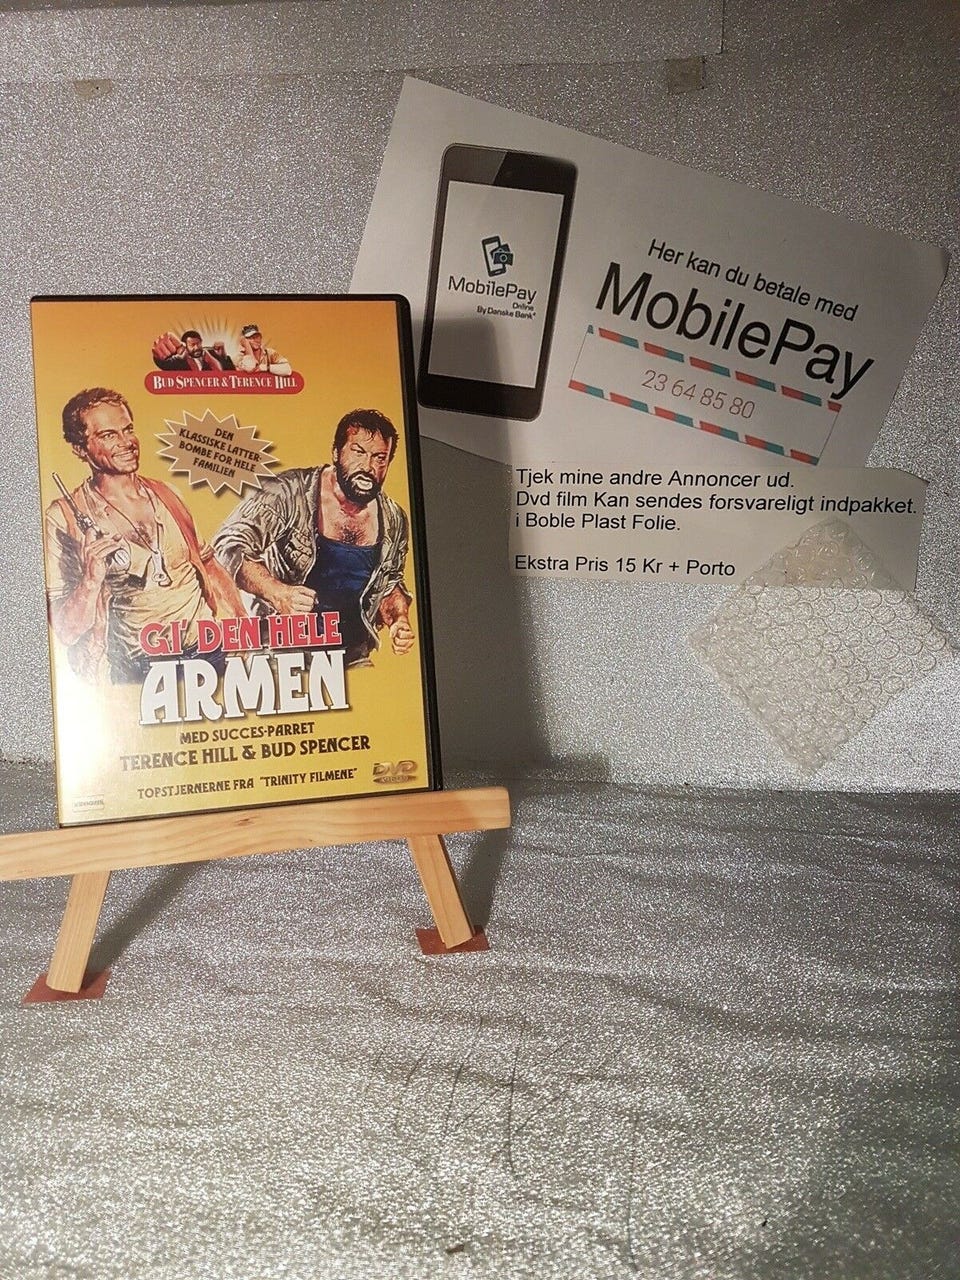 BUD SPENCER & TERENCE HILL
DEN
KLASSISKE LATTER-
BOMBE FOR HELE
FAMILIEN
GI' DEN HELE
ARMEN
MED SUCCES-PARRET
TERENCE HILL & BUD SPENCER
TOPSTJERNERNE FRA "TRINITY FILMENE"
DVD
VIDEO
MobilePay
Online
By Danske Bank
Her kan du betale med
MobilePay
23 64 85 80
Tjek mine andre Annoncer ud.
Dvd film Kan sendes forsvareligt indpakket.
i Boble Plast Folie.
Ekstra Pris 15 Kr + Porto